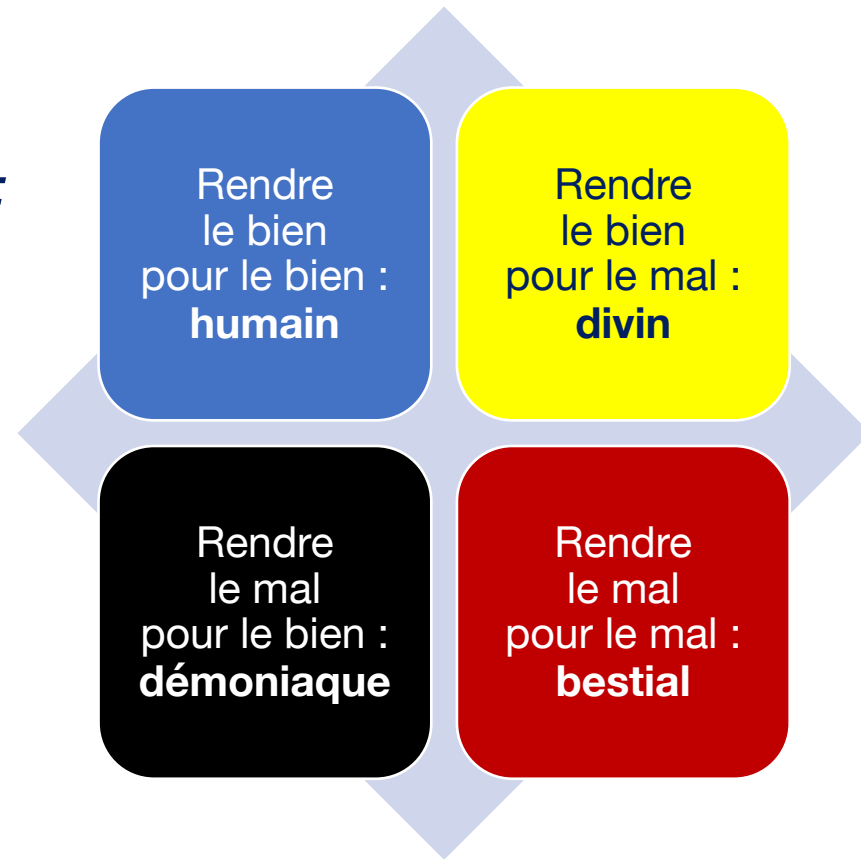 Rendre
le bien
pour le bien :
humain
Rendre
le bien
pour le mal :
divin
Rendre
le mal
pour le bien :
démoniaque
Rendre
le mal
pour le mal :
bestial